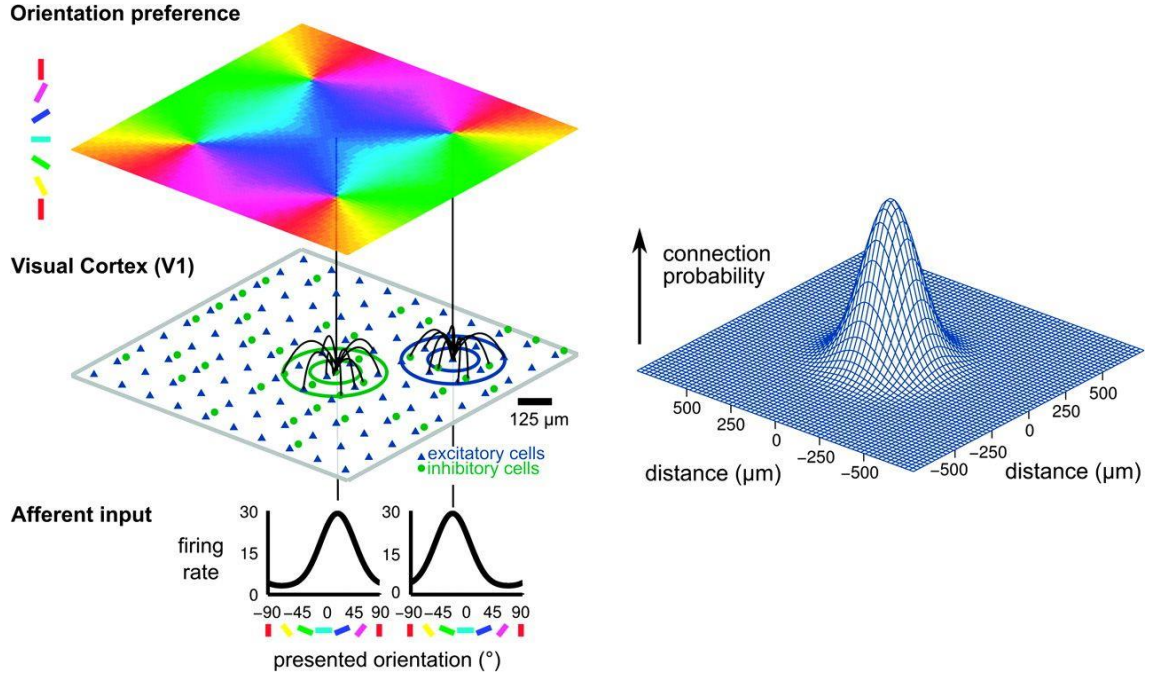 Orientation preference
Visual Cortex (V1)
125 µm
excitatory cells
inhibitory cells
Afferent input
firing
rate
30
15
0
−90 −45 0 45 90
30
15
0
−90 −45 0 45 90
presented orientation (°)
connection
probability
500
250
0
−250
−500
distance (µm)
500
250
0
−250
−500
distance (µm)